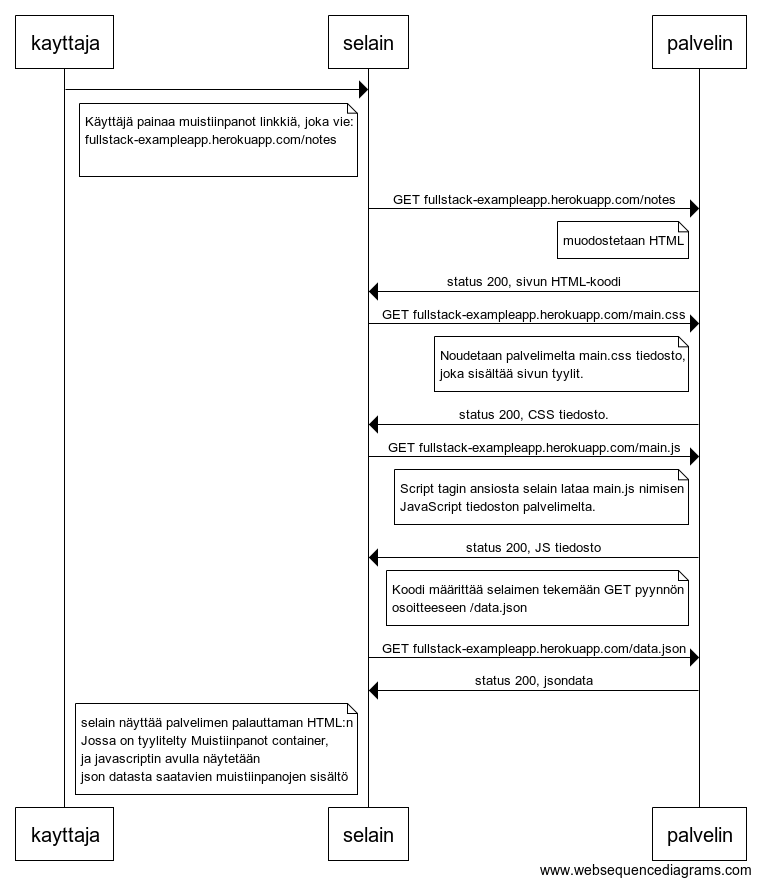 kayttaja
selain
palvelin
Käyttäjä painaa muistiinpanot linkkiä, joka vie:
fullstack-exampleapp.herokuapp.com/notes
GET fullstack-exampleapp.herokuapp.com/notes
muodostetaan HTML
status 200, sivun HTML-koodi
GET fullstack-exampleapp.herokuapp.com/main.css
Noudetaan palvelimelta main.css tiedosto,
joka sisältää sivun tyylit.
status 200, CSS tiedosto.
GET fullstack-exampleapp.herokuapp.com/main.js
Script tagin ansiosta selain lataa main.js nimisen
JavaScript tiedoston palvelimelta.
status 200, JS tiedosto
Koodi määrittää selaimen tekemään GET pyynnön
osoitteeseen /data.json
GET fullstack-exampleapp.herokuapp.com/data.json
status 200, jsondata
selain näyttää palvelimen palauttaman HTML:n
Jossa on tyylitelty Muistiinpanot container,
ja javascriptin avulla näytetään
json datasta saatavien muistiinpanojen sisältö
kayttaja
selain
palvelin
www.websequencediagrams.com